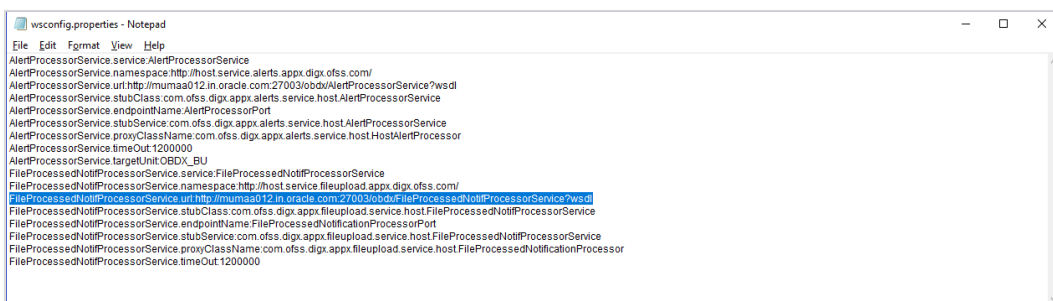 wsconfig.properties - Notepad
File Edit Format View Help
AlertProcessorService.service:AlertProcessorService
AlertProcessorService.namespace:http://host.service.alerts.appx.digx.ofss.com/
AlertProcessorService.url:http://mumaa012.in.oracle.com:27003/obdx/AlertProcessorService?wsdl
AlertProcessorService.stubClass:com.ofss.digx.appx.alerts.service.host.AlertProcessorService
AlertProcessorService.endpointName:AlertProcessorPort
AlertProcessorService.stubService:com.ofss.digx.appx.alerts.service.host.AlertProcessorService
AlertProcessorService.proxyClassName:com.ofss.digx.appx.alerts.service.host.HostAlertProcessor
AlertProcessorService.timeOut:1200000
AlertProcessorService.targetUnit:OBDX_BU
FileProcessedNotifProcessorService.service:FileProcessedNotifProcessorService
FileProcessedNotifProcessorService.namespace:http://host.service.fileupload.appx.digx.ofss.com/
FileProcessedNotifProcessorService.url:http://mumaa012.in.oracle.com:27003/obdx/FileProcessedNotifProcessorService?wsdl
FileProcessedNotifProcessorService.stubClass:com.ofss.digx.appx.fileupload.service.host.FileProcessedNotifProcessorService
FileProcessedNotifProcessorService.endpointName:FileProcessedNotificationProcessorPort
FileProcessedNotifProcessorService.stubService:com.ofss.digx.appx.fileupload.service.host.FileProcessedNotifProcessorService
FileProcessedNotifProcessorService.proxyClassName:com.ofss.digx.appx.fileupload.service.host.FileProcessedNotificationProcessor
FileProcessedNotifProcessorService.timeOut:1200000